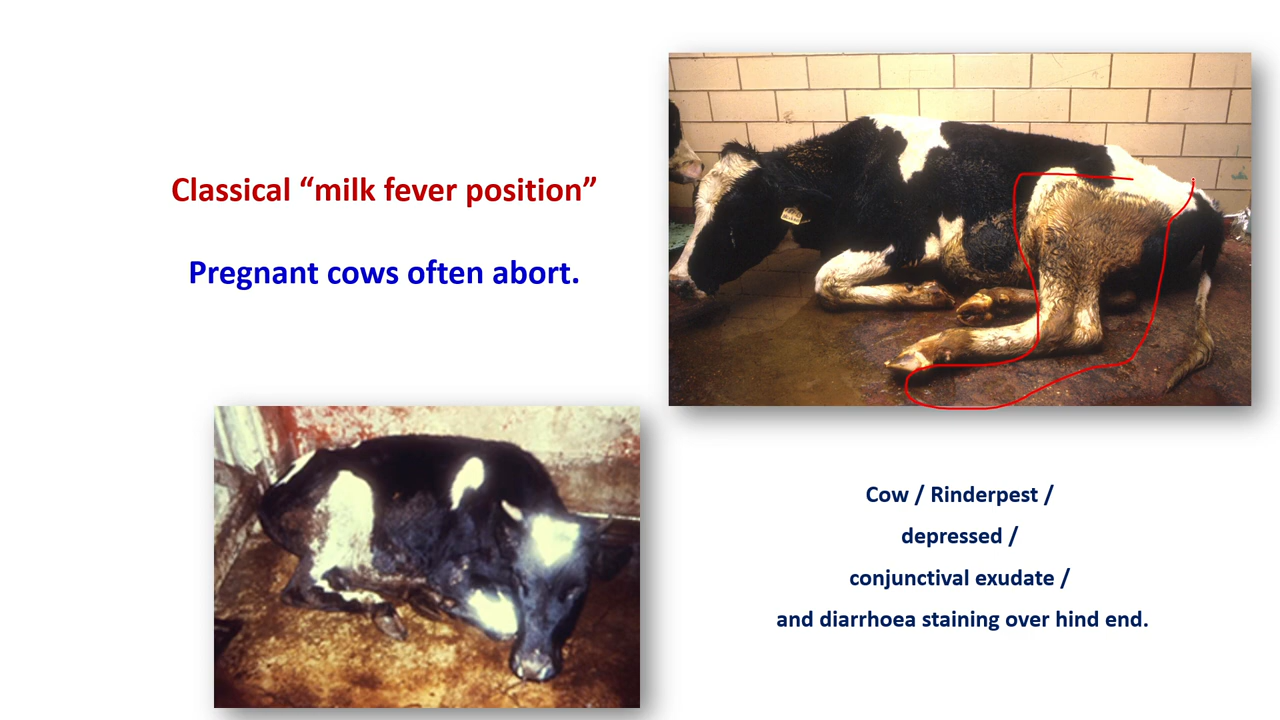 Classical “milk fever position”
Pregnant cows often abort.
Cow / Rinderpest /
depressed /
conjunctival exudate /
and diarrhoea staining over hind end.